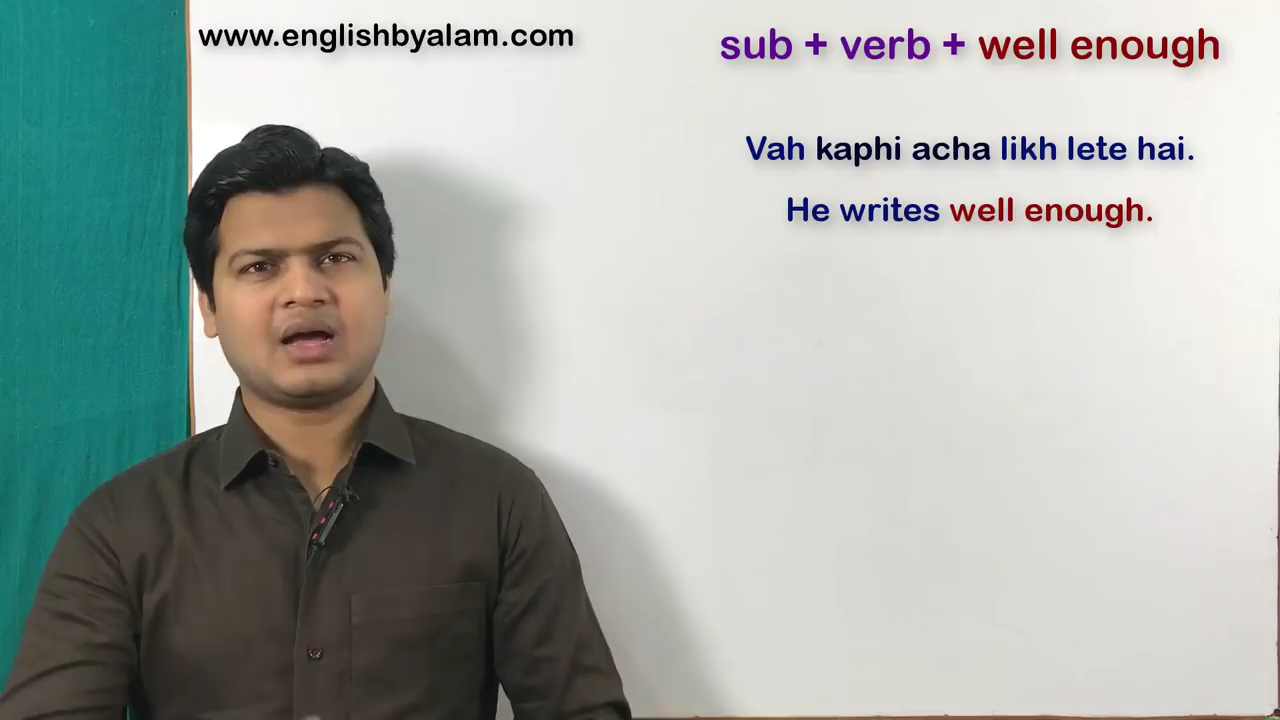 www.englishbyalam.com
sub + verb + well enough
Vah kaphi acha likh lete hai.
He writes well enough.